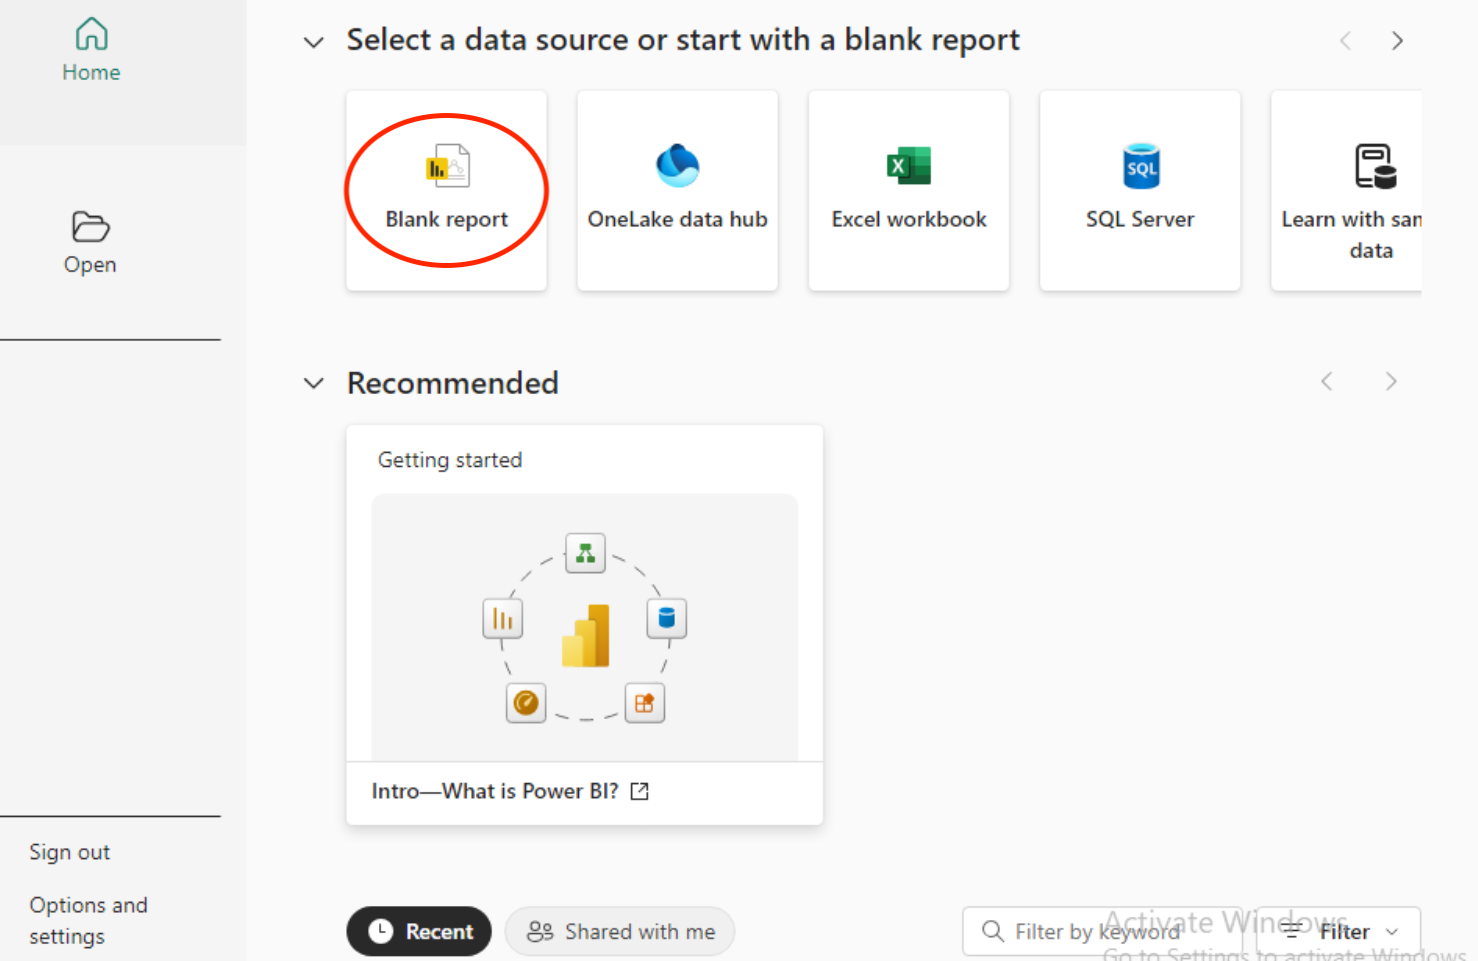 Home
Open
Sign out
Options and
settings
Select a data source or start with a blank report
Blank report
OneLake data hub
Excel workbook
SQL
SQL Server
Learn with sam
data
Recommended
Getting started
Intro—What is Power BI?
Recent
Shared with me
Filter by keyword
Filter
Activate Windows
Go to Settings to activate Windows